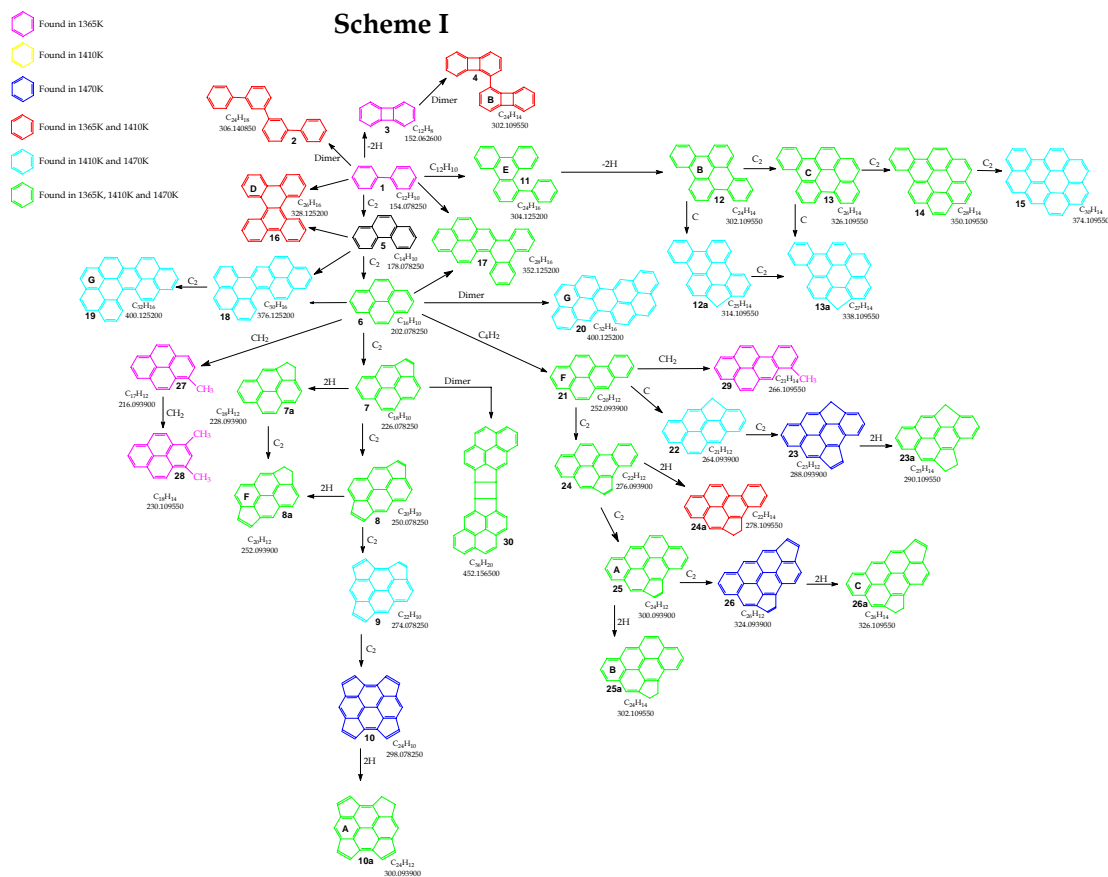 Scheme I
Found in 1365K
Found in 1410K
Found in 1470K
Found in 1365K and 1410K
Found in 1410K and 1470K
Found in 1365K, 1410K and 1470K
C₂₄H₁₈
306.140850
2
Dimer
3
C₁₂H₈
152.062600
-2H
Dimer
4
B
C₂₄H₁₄
302.109550
1
C₁₂H₁₀
154.078250
C₁₂H₁₀
E
11
C₂₄H₁₆
304.125200
-2H
B
12
C₂₄H₁₄
302.109550
C₂
C
13
C₂₆H₁₄
326.109550
C₂
14
C₂₈H₁₄
350.109550
C₂
15
C₃₀H₁₄
374.109550
D
16
C₂₆H₁₆
328.125200
C₂
5
C₁₄H₁₀
178.078250
C₂
17
C₂₈H₁₆
352.125200
C
12a
C₂₅H₁₄
314.109550
C₂
C
13a
C₂₇H₁₄
338.109550
G
19
C₃₂H₁₆
400.125200
C₂
18
C₃₀H₁₆
376.125200
6
C₁₆H₁₀
202.078250
Dimer
G
20
C₃₂H₁₆
400.125200
CH₂
C₂
C₄H₂
27
CH₃
C₁₇H₁₂
216.093900
CH₂
28
CH₃
CH₃
C₁₈H₁₄
230.109550
7a
C₁₈H₁₂
228.093900
2H
7
C₁₈H₁₀
226.078250
Dimer
F
21
C₂₀H₁₂
252.093900
CH₂
29
CH₃
C₂₁H₁₄
266.109550
C
22
C₂₁H₁₂
264.093900
C₂
23
C₂₃H₁₂
288.093900
2H
23a
C₂₃H₁₄
290.109550
C₂
F
8a
C₂₀H₁₂
252.093900
2H
C₂
8
C₂₀H₁₀
250.078250
30
C₃₆H₂₀
452.156500
C₂
24
C₂₂H₁₂
276.093900
2H
24a
C₂₂H₁₄
278.109550
C₂
9
C₂₂H₁₀
274.078250
C₂
A
25
C₂₄H₁₂
300.093900
C₂
26
C₂₆H₁₂
324.093900
2H
C
26a
C₂₆H₁₄
326.109550
C₂
10
C₂₄H₁₀
298.078250
2H
B
25a
C₂₄H₁₄
302.109550
2H
A
10a
C₂₄H₁₂
300.093900